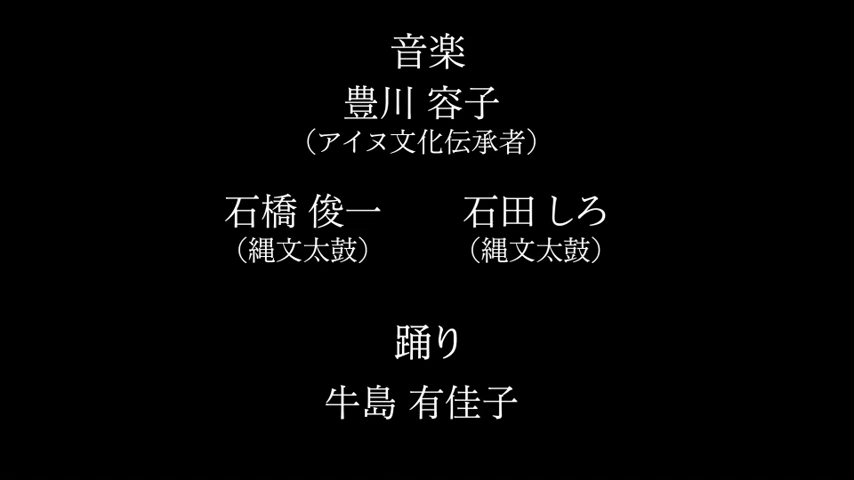 音楽
豊川 容子
（アイヌ文化伝承者）
石橋 俊一 石田 しろ
（縄文太鼓） （縄文太鼓）
踊り
牛島 有佳子